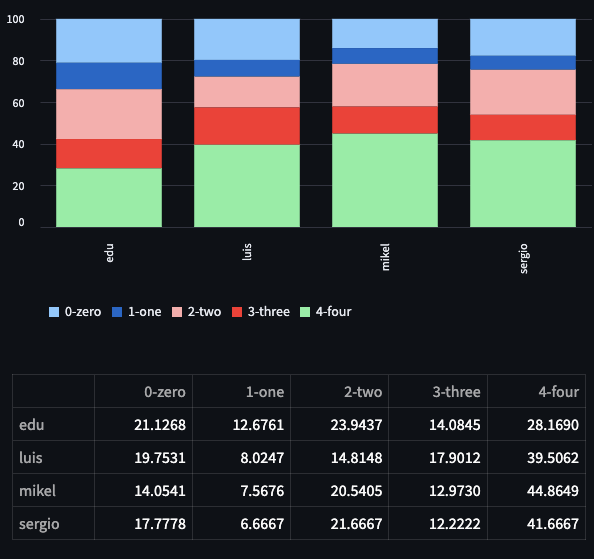 100
80
60
40
20
0
edu luis mikel sergio
0-zero 1-one 2-two 3-three 4-four
0-zero 1-one 2-two 3-three 4-four
edu 21.1268 12.6761 23.9437 14.0845 28.1690
luis 19.7531 8.0247 14.8148 17.9012 39.5062
mikel 14.0541 7.5676 20.5405 12.9730 44.8649
sergio 17.7778 6.6667 21.6667 12.2222 41.6667